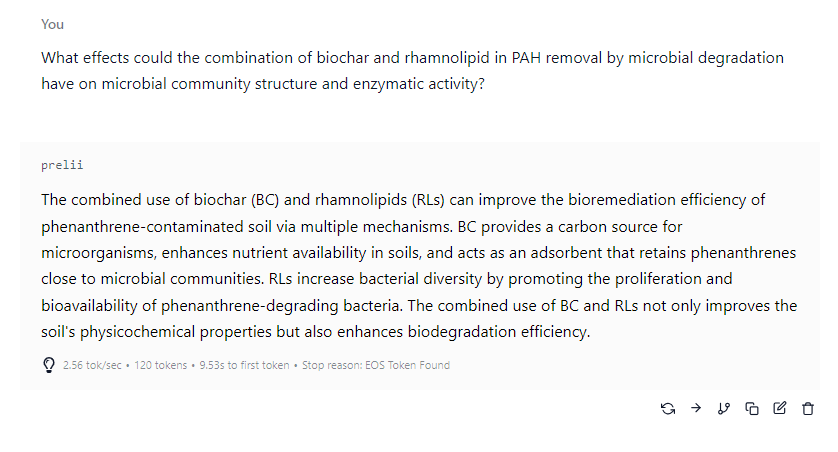 You
What effects could the combination of biochar and rhamnolipid in PAH removal by microbial degradation
have on microbial community structure and enzymatic activity?
prelii
The combined use of biochar (BC) and rhamnolipids (RLs) can improve the bioremediation efficiency of
phenanthrene-contaminated soil via multiple mechanisms. BC provides a carbon source for
microorganisms, enhances nutrient availability in soils, and acts as an adsorbent that retains phenanthrenes
close to microbial communities. RLs increase bacterial diversity by promoting the proliferation and
bioavailability of phenanthrene-degrading bacteria. The combined use of BC and RLs not only improves the
soil's physicochemical properties but also enhances biodegradation efficiency.
2.56 tok/sec • 120 tokens • 9.53s to first token • Stop reason: EOS Token Found